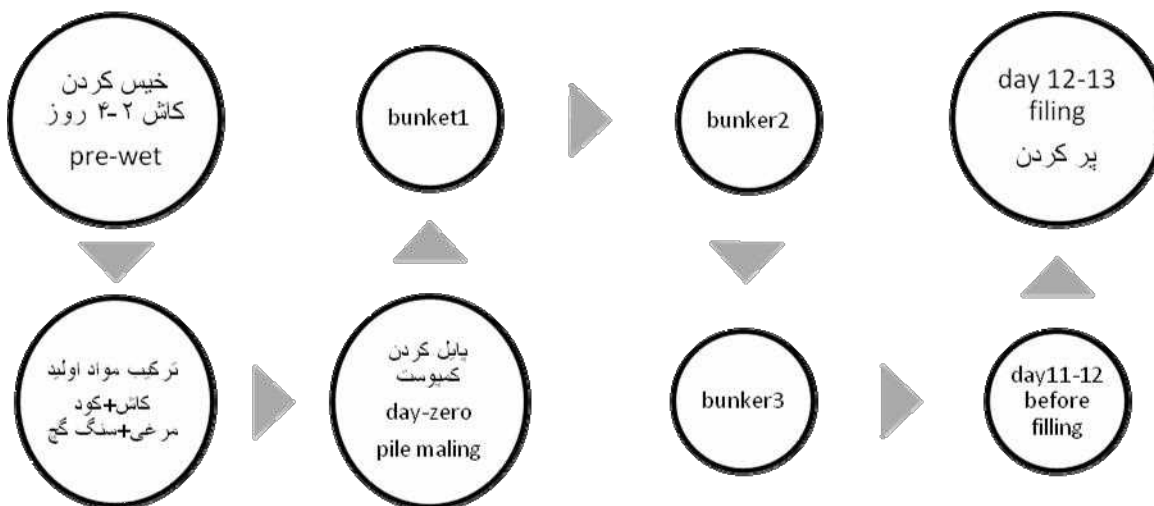 خیس کردن
کاش ۲-۴ روز
pre-wet
ترکیب مواد اولید
کاش+کود
مرغی+سنگ گچ
پایل کردن
کمپوست
day-zero
pile maling
bunket1
bunker2
bunker3
day11-12
before
filling
day 12-13
filing
پر کردن